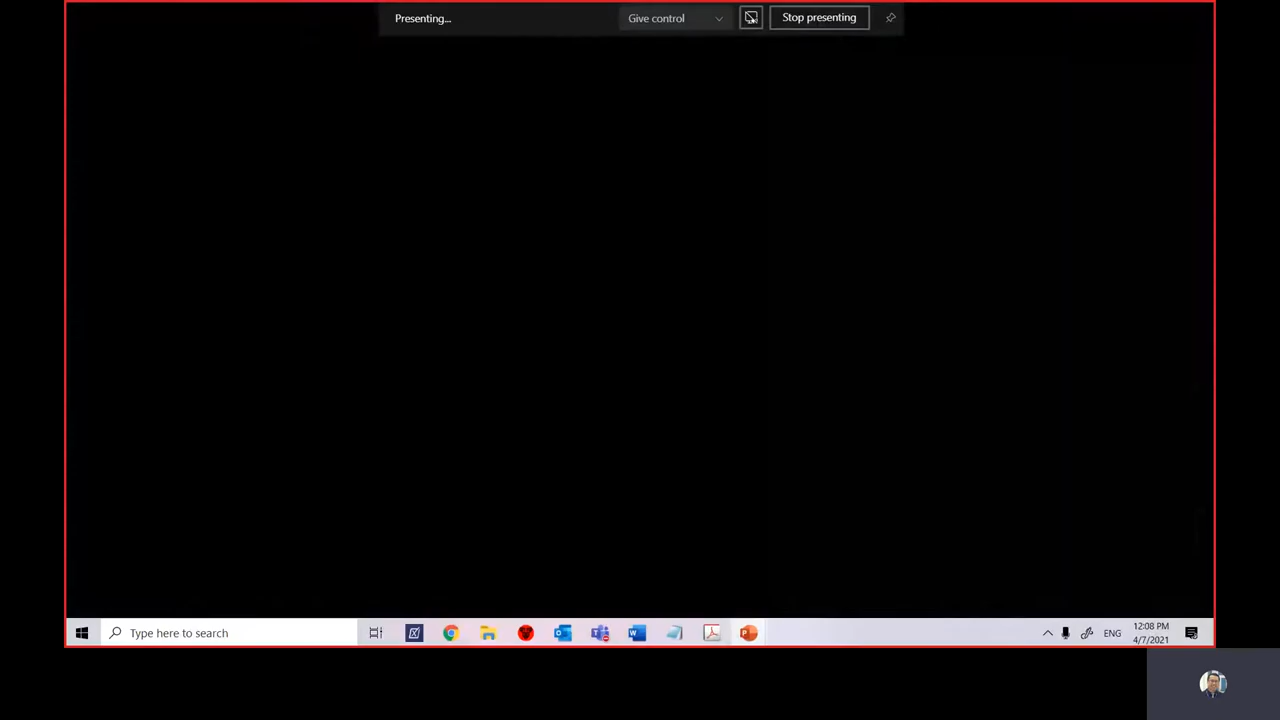 Presenting...
Give control
Stop presenting
Type here to search
ENG
12:08 PM
4/7/2021